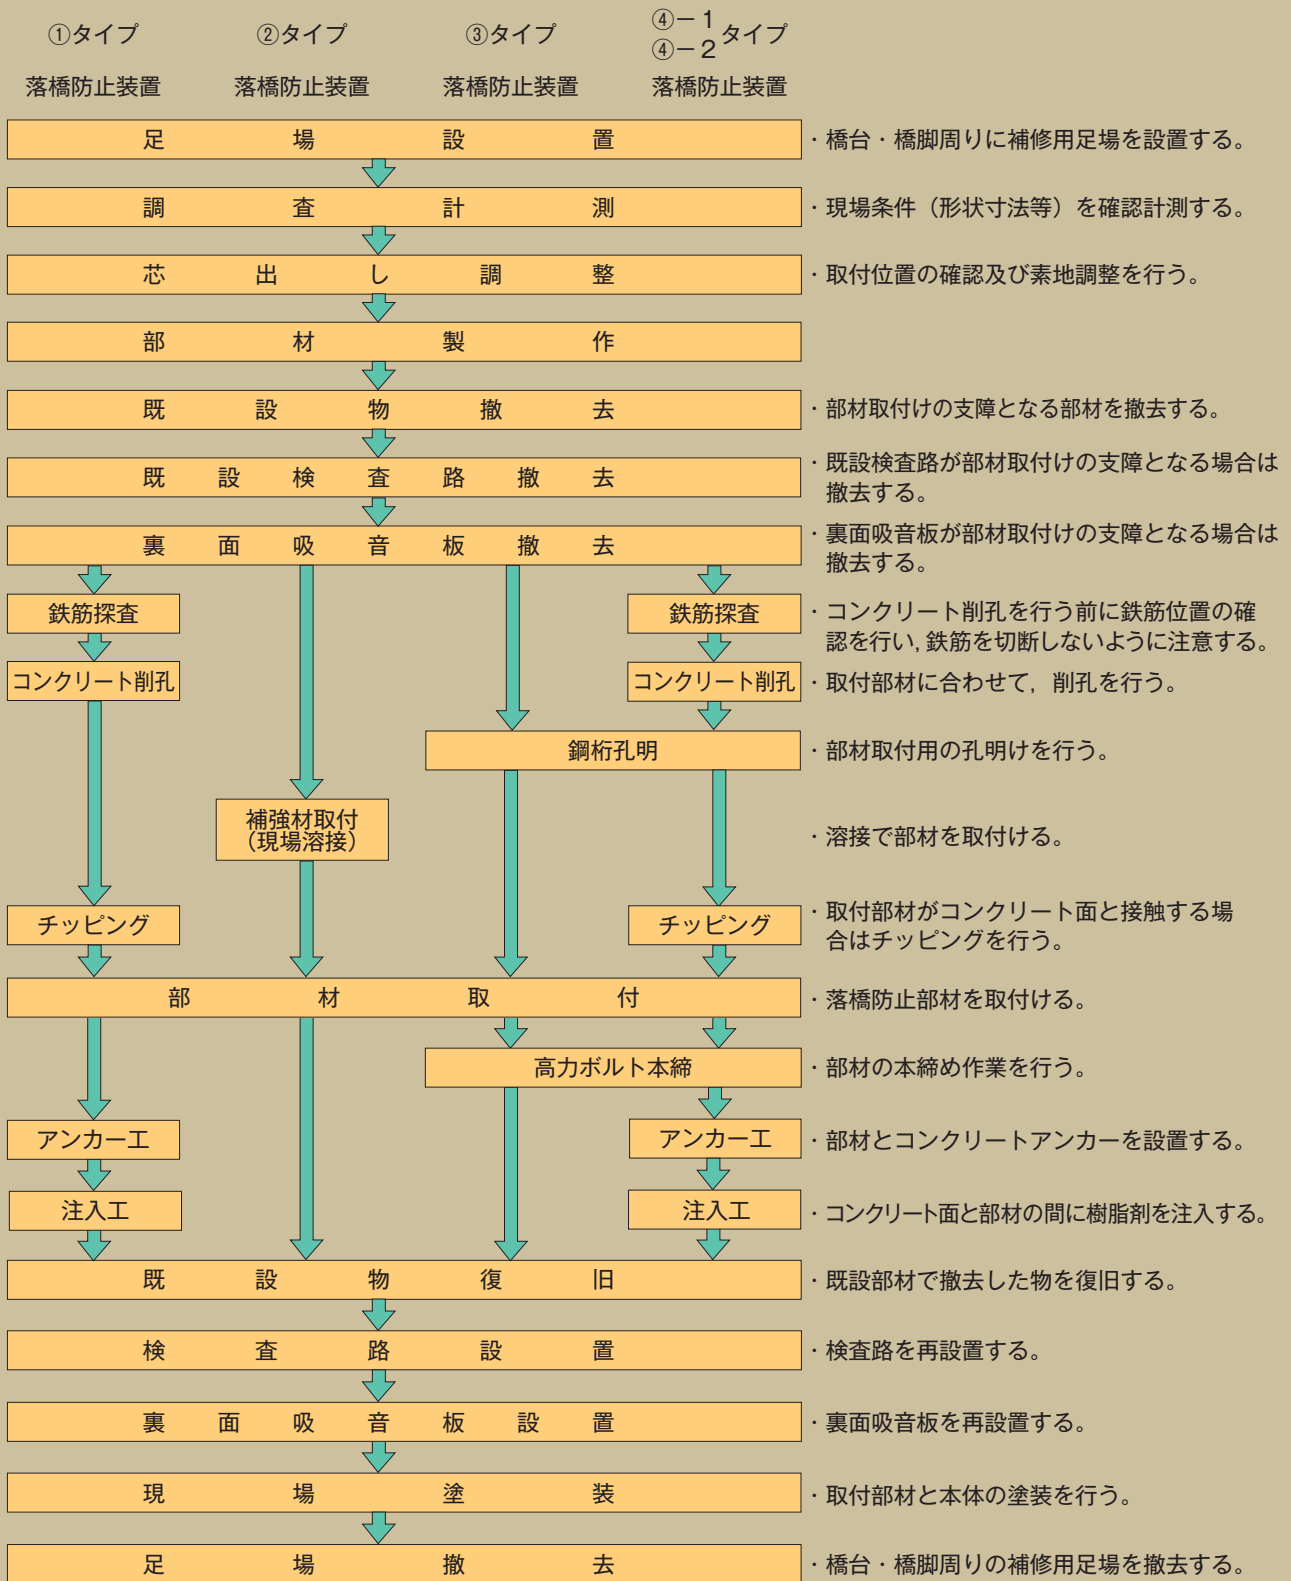 ①タイプ
②タイプ
③タイプ
④－1
④－2
タイプ
落橋防止装置
落橋防止装置
落橋防止装置
落橋防止装置
足場設置
・橋台・橋脚周りに補修用足場を設置する。
調査計測
・現場条件（形状寸法等）を確認計測する。
芯出し調整
・取付位置の確認及び素地調整を行う。
部材製作
既設物撤去
・部材取付けの支障となる部材を撤去する。
既設検査路撤去
・既設検査路が部材取付けの支障となる場合は
撤去する。
裏面吸音板撤去
・裏面吸音板が部材取付けの支障となる場合は
撤去する。
鉄筋探査
鉄筋探査
・コンクリート削孔を行う前に鉄筋位置の確
認を行い，鉄筋を切断しないように注意する。
コンクリート削孔
コンクリート削孔
・取付部材に合わせて，削孔を行う。
鋼桁孔明
・部材取付用の孔明けを行う。
補強材取付
（現場溶接）
・溶接で部材を取付ける。
チッピング
チッピング
・取付部材がコンクリート面と接触する場
合はチッピングを行う。
部材取付
・落橋防止部材を取付ける。
高力ボルト本締
・部材の本締め作業を行う。
アンカー工
アンカー工
・部材とコンクリートアンカーを設置する。
注入工
注入工
・コンクリート面と部材の間に樹脂剤を注入する。
既設物復旧
・既設部材で撤去した物を復旧する。
検査路設置
・検査路を再設置する。
裏面吸音板設置
・裏面吸音板を再設置する。
現場塗装
・取付部材と本体の塗装を行う。
足場撤去
・橋台・橋脚周りの補修用足場を撤去する。